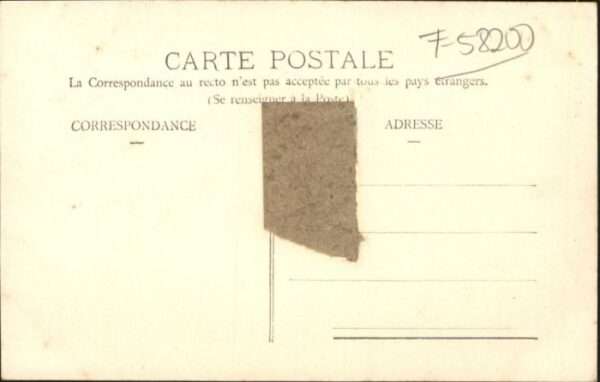 F-58200
CARTE POSTALE
La Correspondance au recto n'est pas acceptée par tous les pays étrangers.
(Se renseigner à la Poste)
CORRESPONDANCE
ADRESSE